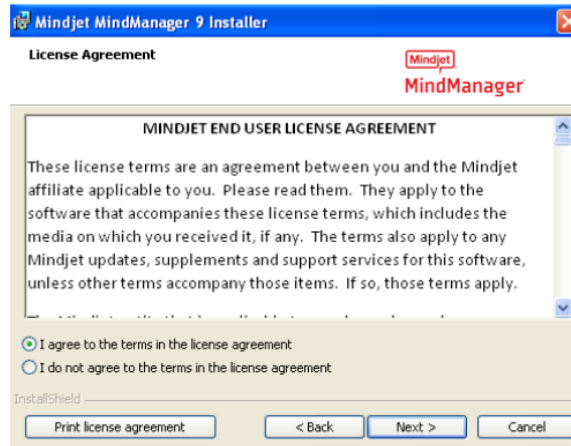 Mindjet MindManager 9 Installer
License Agreement
Mindjet
MindManager
MINDJET END USER LICENSE AGREEMENT
These license terms are an agreement between you and the Mindjet
affiliate applicable to you.  Please read them.  They apply to the
software that accompanies these license terms, which includes the
media on which you received it, if any.  The terms also apply to any
Mindjet updates, supplements and support services for this software,
unless other terms accompany those items.  If so, those terms apply.
I agree to the terms in the license agreement
I do not agree to the terms in the license agreement
InstallShield
Print license agreement
< Back
Next >
Cancel